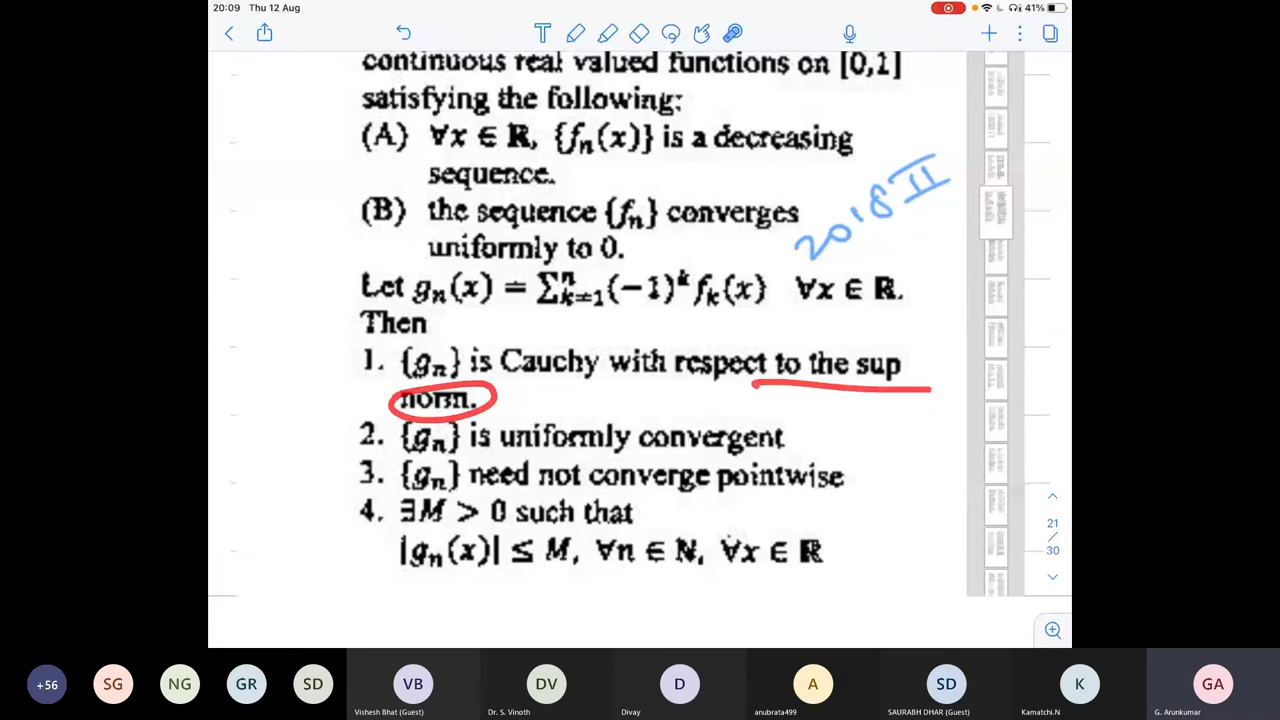 20:09 Thu 12 Aug
41%
continuous real valued functions on [0,1]
satisfying the following:
(A) ∀x ∈ ℝ, {fₙ(x)} is a decreasing
sequence.
(B) the sequence {fₙ} converges
uniformly to 0.
2018 II
Let gₙ(x) = ∑ⁿₖ₌₁(−1)ᵏ fₖ(x) ∀x ∈ ℝ.
Then
1. {gₙ} is Cauchy with respect to the sup
norm.
2. {gₙ} is uniformly convergent
3. {gₙ} need not converge pointwise
4. ∃M > 0 such that
|gₙ(x)| ≤ M, ∀n ∈ ℕ, ∀x ∈ ℝ
21
/
30
+56 SG NG GR SD VB DV D A SD K GA
Vishesh Bhat (Guest) Dr. S. Vinoth Divay anubrata499 SAURABH DHAR (Guest) Kamatchi.N G. Arunkumar